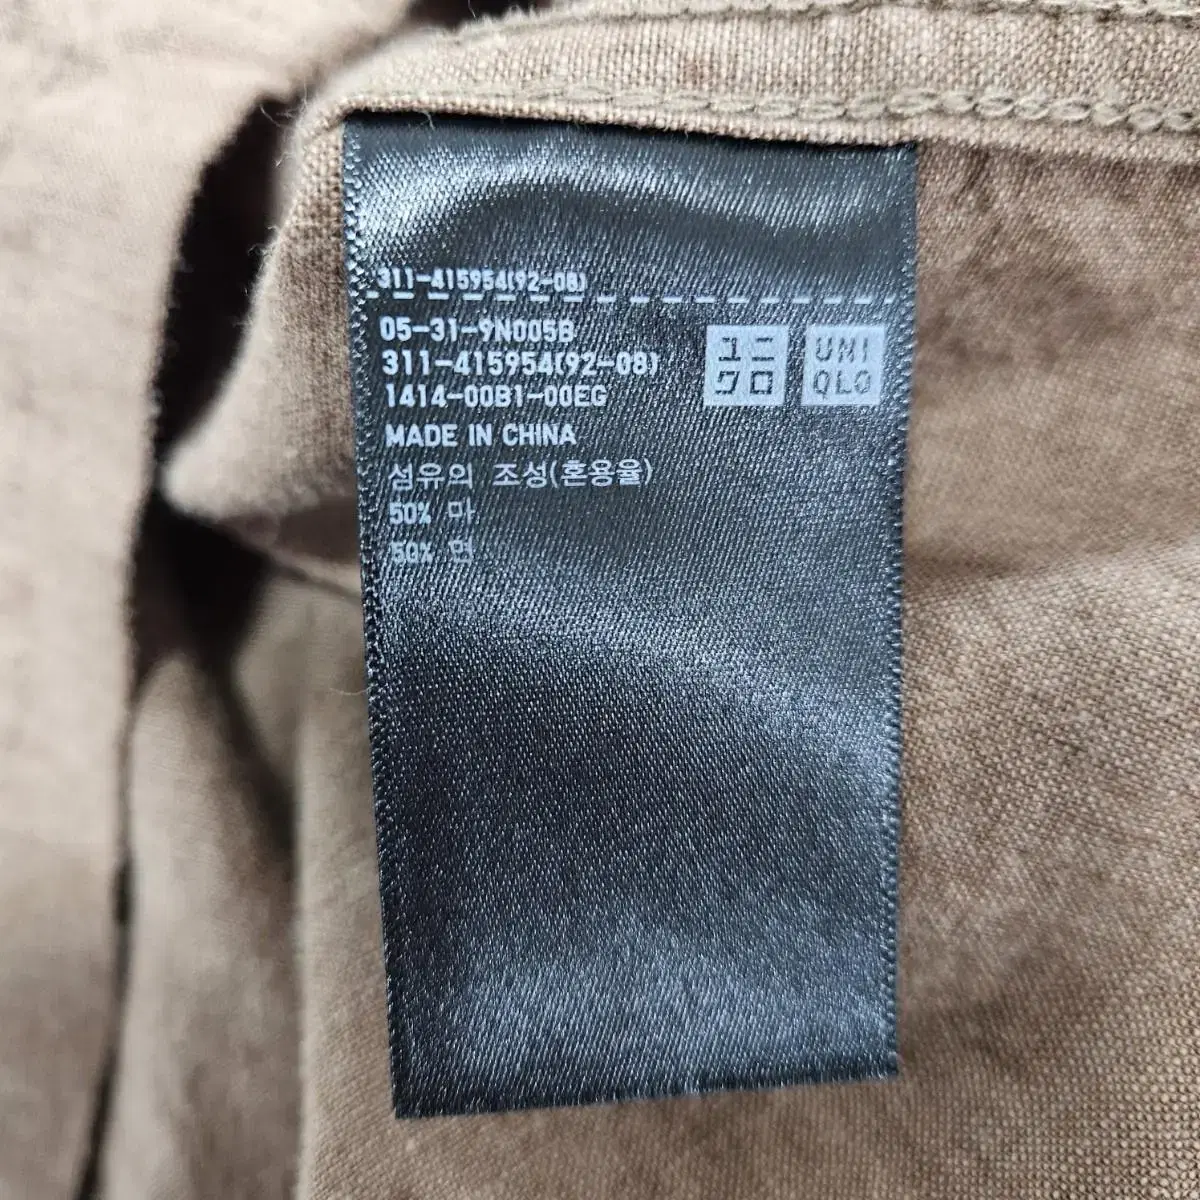 311-415954(92-08)
05-31-9N005B
311-415954(92-08)
1414-00B1-00EG
MADE IN CHINA
섬유의 조성(혼용율)
50% 마
50% 면
ユニ
クロ
UNI
QLO